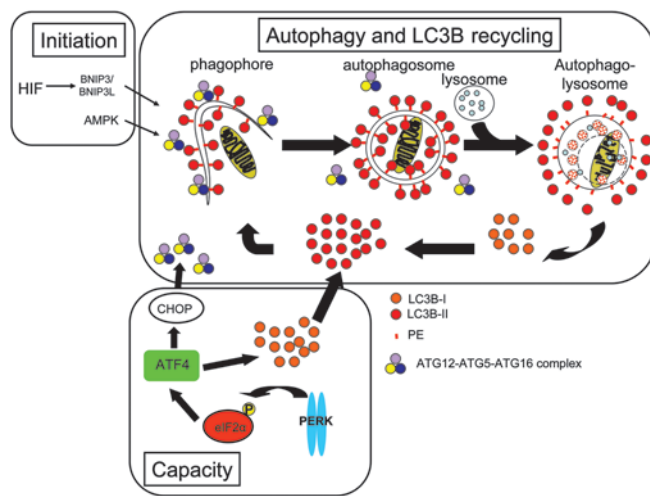 Initiation
HIF
BNIP3/
BNIP3L
AMPK
Autophagy and LC3B recycling
phagophore
autophagosome
lysosome
Autophago-
lysosome
CHOP
ATF4
eIF2α
P
PERK
Capacity
LC3B-I
LC3B-II
PE
ATG12-ATG5-ATG16 complex